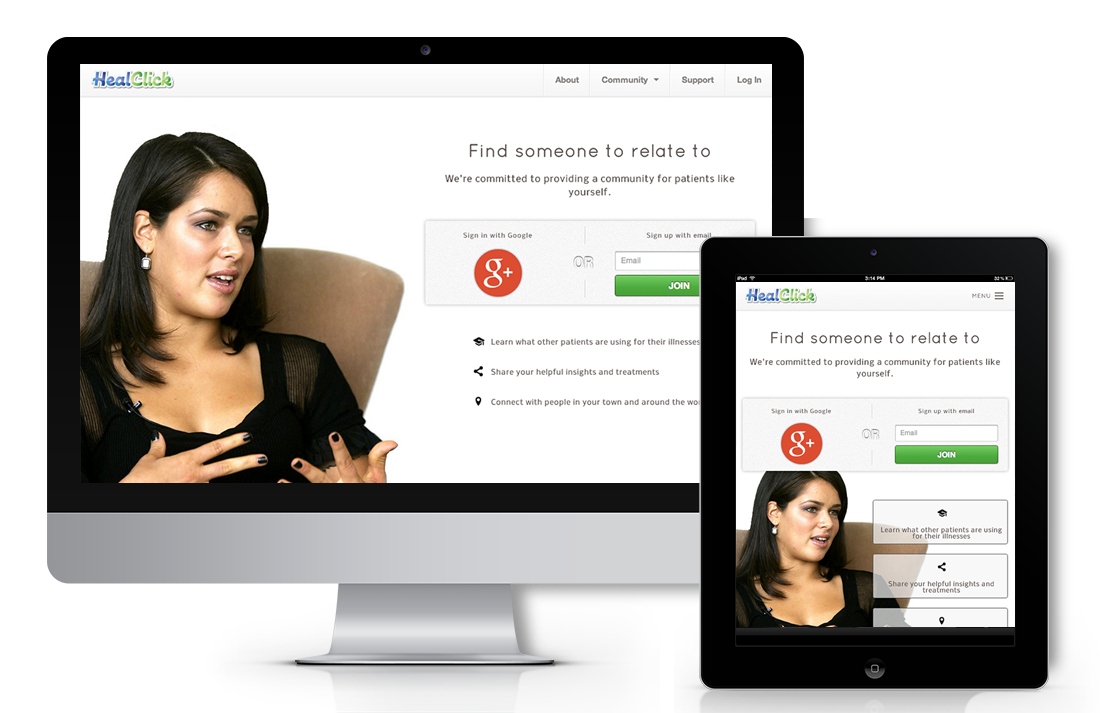 HealClick
About
Community
Support
Log In
Find someone to relate to
We're committed to providing a community for patients like
yourself.
Sign in with Google
Sign up with email
g+
OR
Email
JOIN
Learn what other patients are using for their illnesses
Share your helpful insights and treatments
Connect with people in your town and around the wo
iPad
3:14 PM
32%
HealClick
MENU
Find someone to relate to
We're committed to providing a community for patients like
yourself.
Sign in with Google
Sign up with email
g+
OR
Email
JOIN
Learn what other patients are using
for their illnesses
Share your helpful insights and
treatments